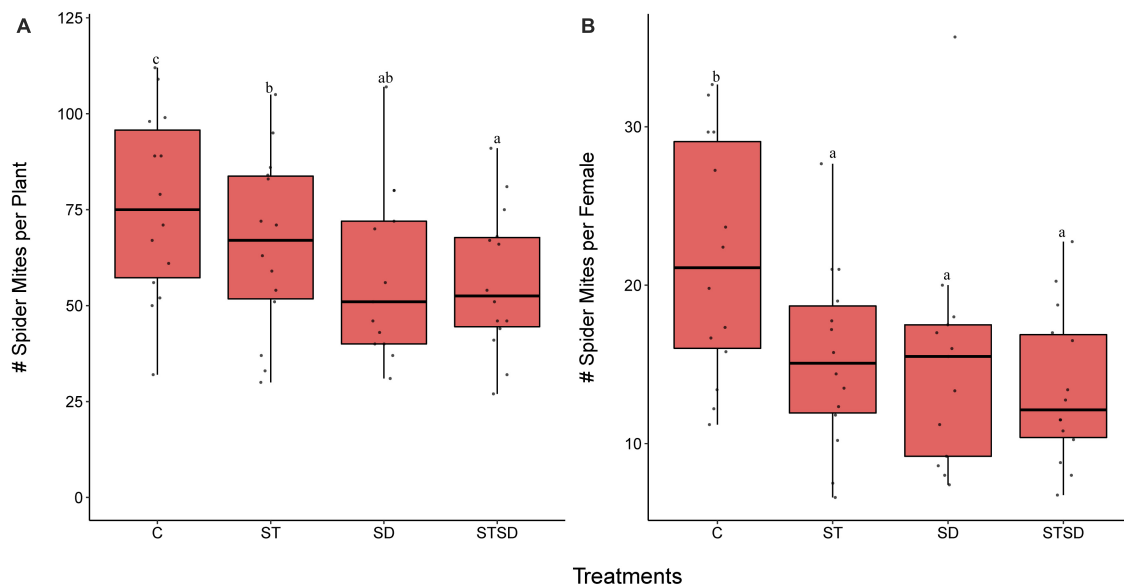 A
# Spider Mites per Plant
125
100
75
50
25
0
c
b
ab
a
C ST SD STSD
B
# Spider Mites per Female
30
20
10
b
a
a
a
C ST SD STSD
Treatments